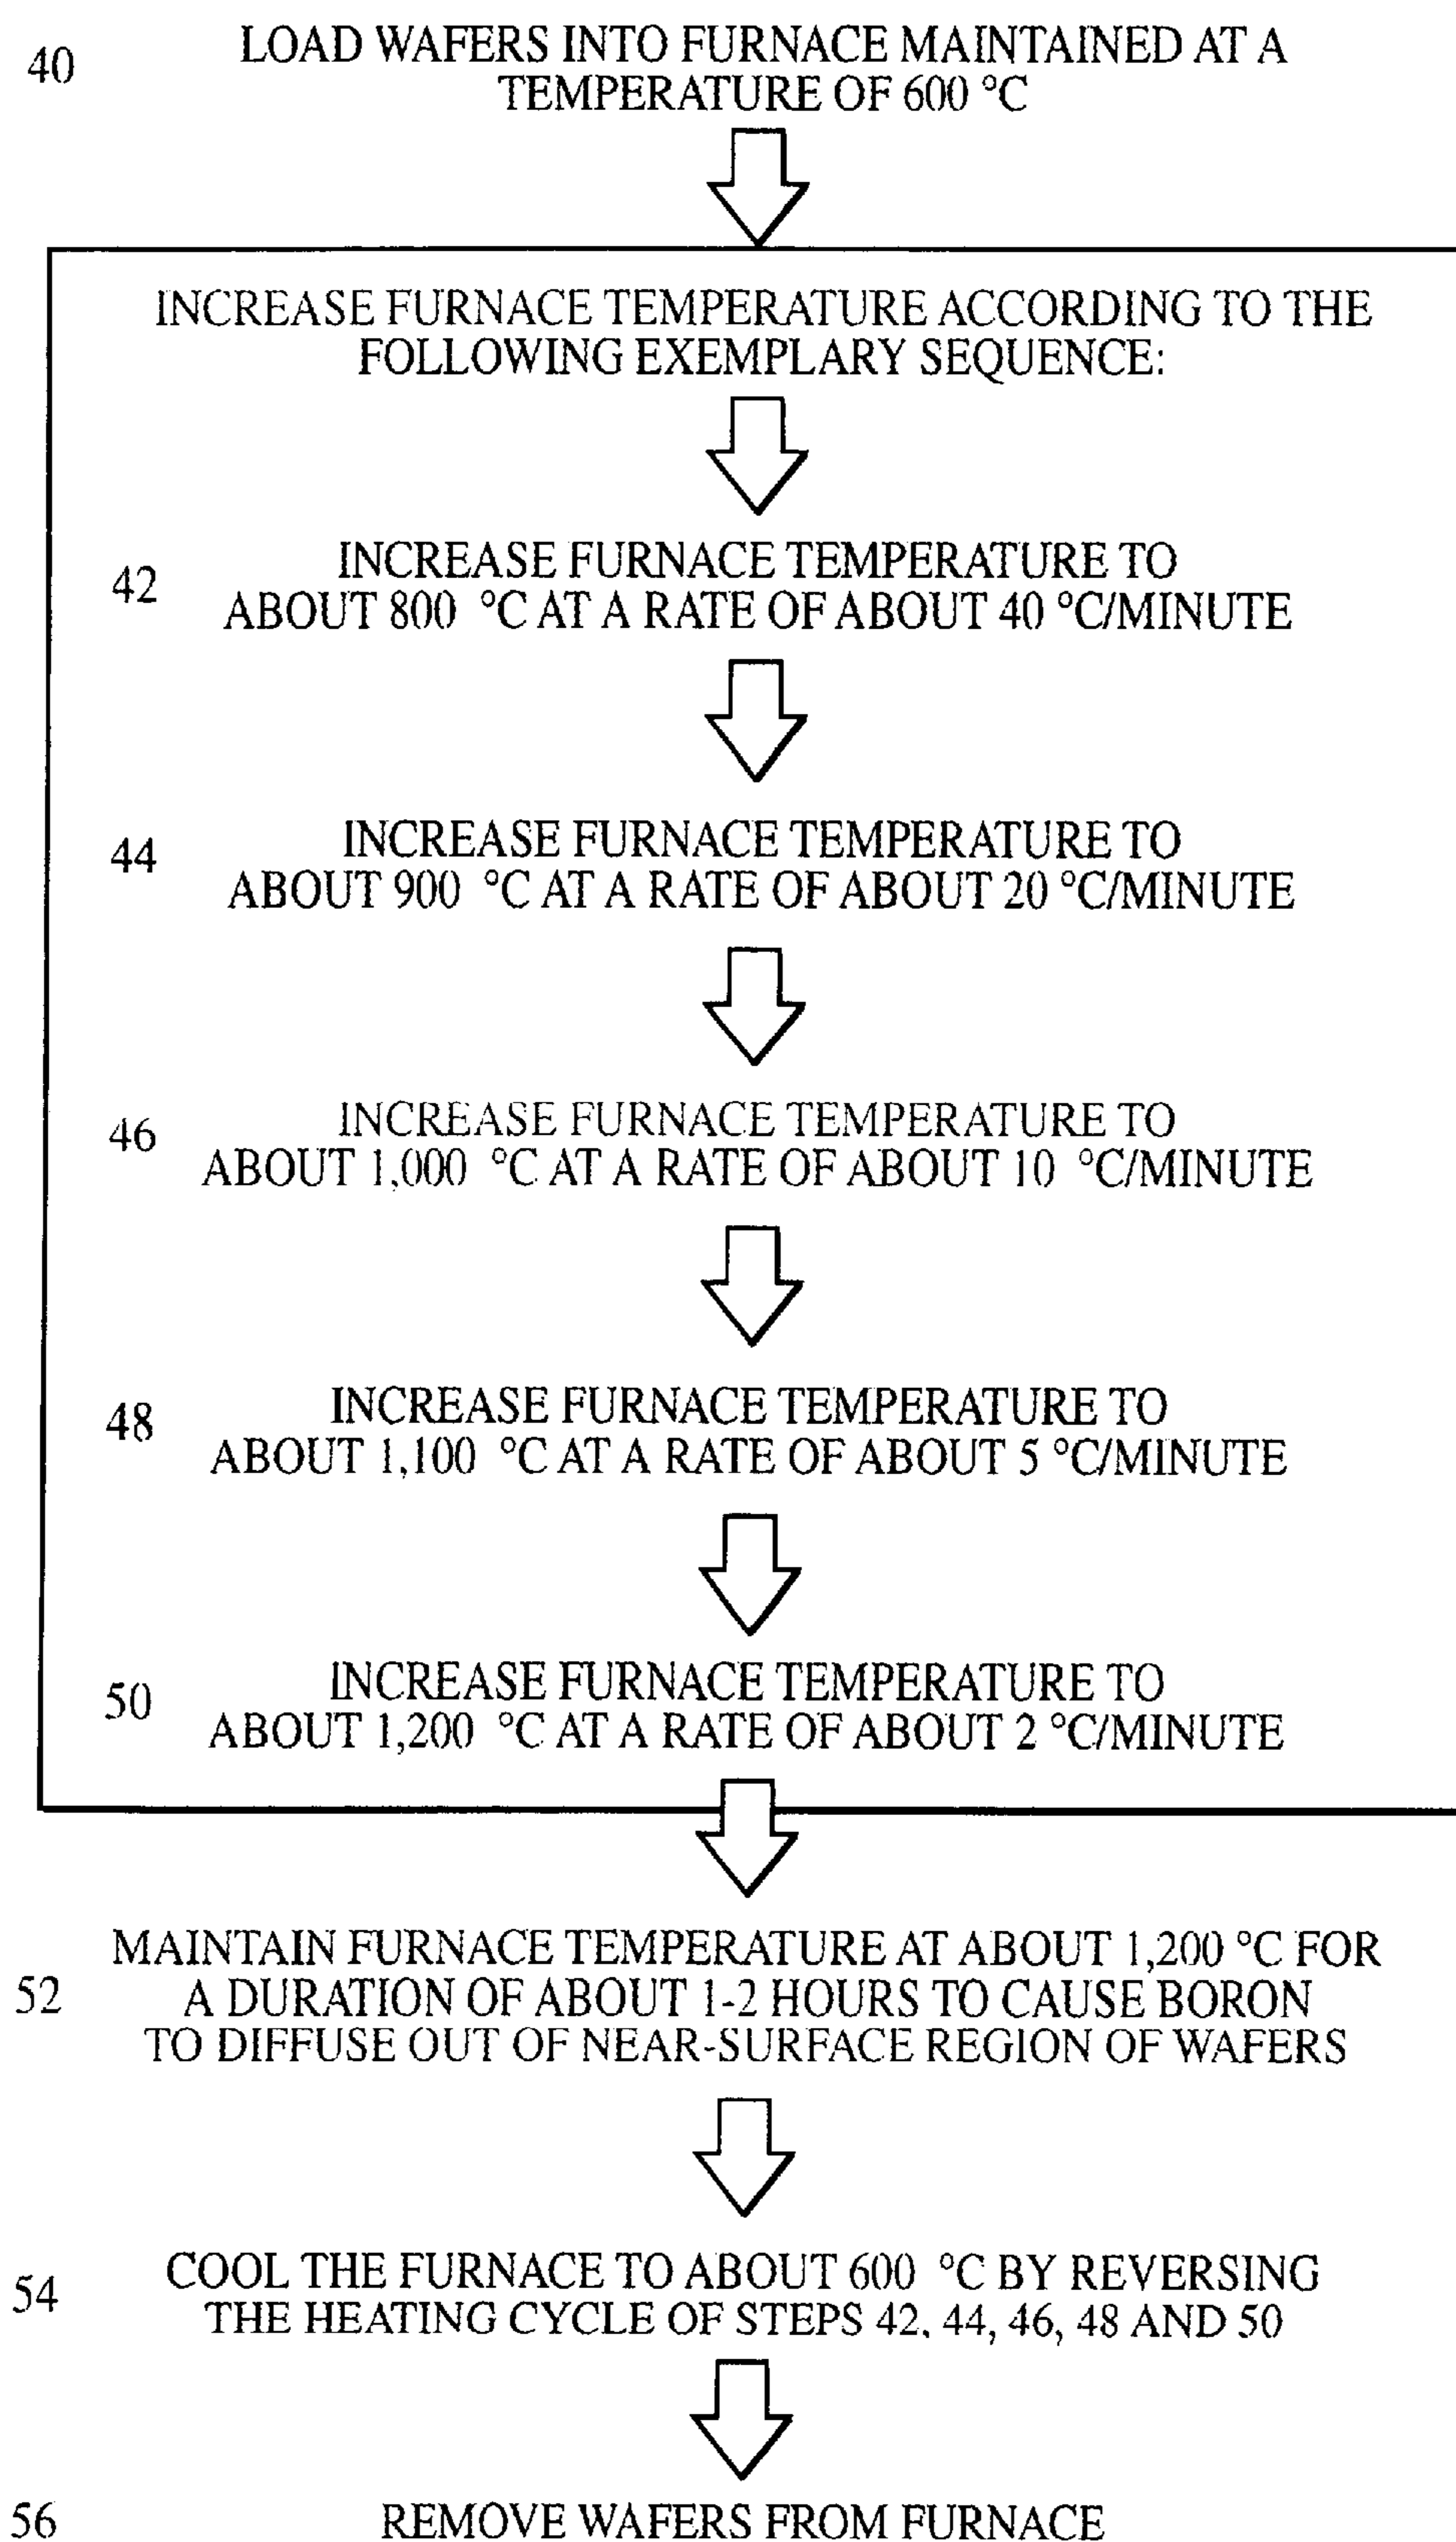 40 LOAD WAFERS INTO FURNACE MAINTAINED AT A
TEMPERATURE OF 600 °C
INCREASE FURNACE TEMPERATURE ACCORDING TO THE
FOLLOWING EXEMPLARY SEQUENCE:
42 INCREASE FURNACE TEMPERATURE TO
ABOUT 800 °C AT A RATE OF ABOUT 40 °C/MINUTE
44 INCREASE FURNACE TEMPERATURE TO
ABOUT 900 °C AT A RATE OF ABOUT 20 °C/MINUTE
46 INCREASE FURNACE TEMPERATURE TO
ABOUT 1,000 °C AT A RATE OF ABOUT 10 °C/MINUTE
48 INCREASE FURNACE TEMPERATURE TO
ABOUT 1,100 °C AT A RATE OF ABOUT 5 °C/MINUTE
50 INCREASE FURNACE TEMPERATURE TO
ABOUT 1,200 °C AT A RATE OF ABOUT 2 °C/MINUTE
MAINTAIN FURNACE TEMPERATURE AT ABOUT 1,200 °C FOR
52 A DURATION OF ABOUT 1-2 HOURS TO CAUSE BORON
TO DIFFUSE OUT OF NEAR-SURFACE REGION OF WAFERS
54 COOL THE FURNACE TO ABOUT 600 °C BY REVERSING
THE HEATING CYCLE OF STEPS 42, 44, 46, 48 AND 50
56 REMOVE WAFERS FROM FURNACE